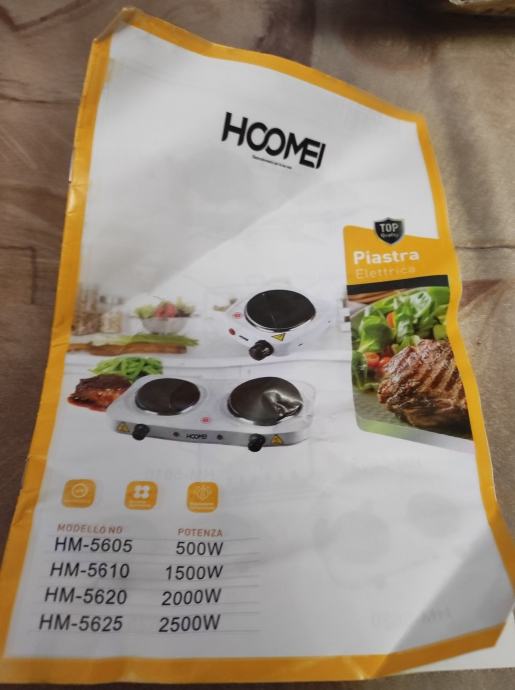 HOOMEI
TOP
Quality
Piastra
Elettrica
HOOMEI
MODELLO NO POTENZA
HM-5605 500W
HM-5610 1500W
HM-5620 2000W
HM-5625 2500W